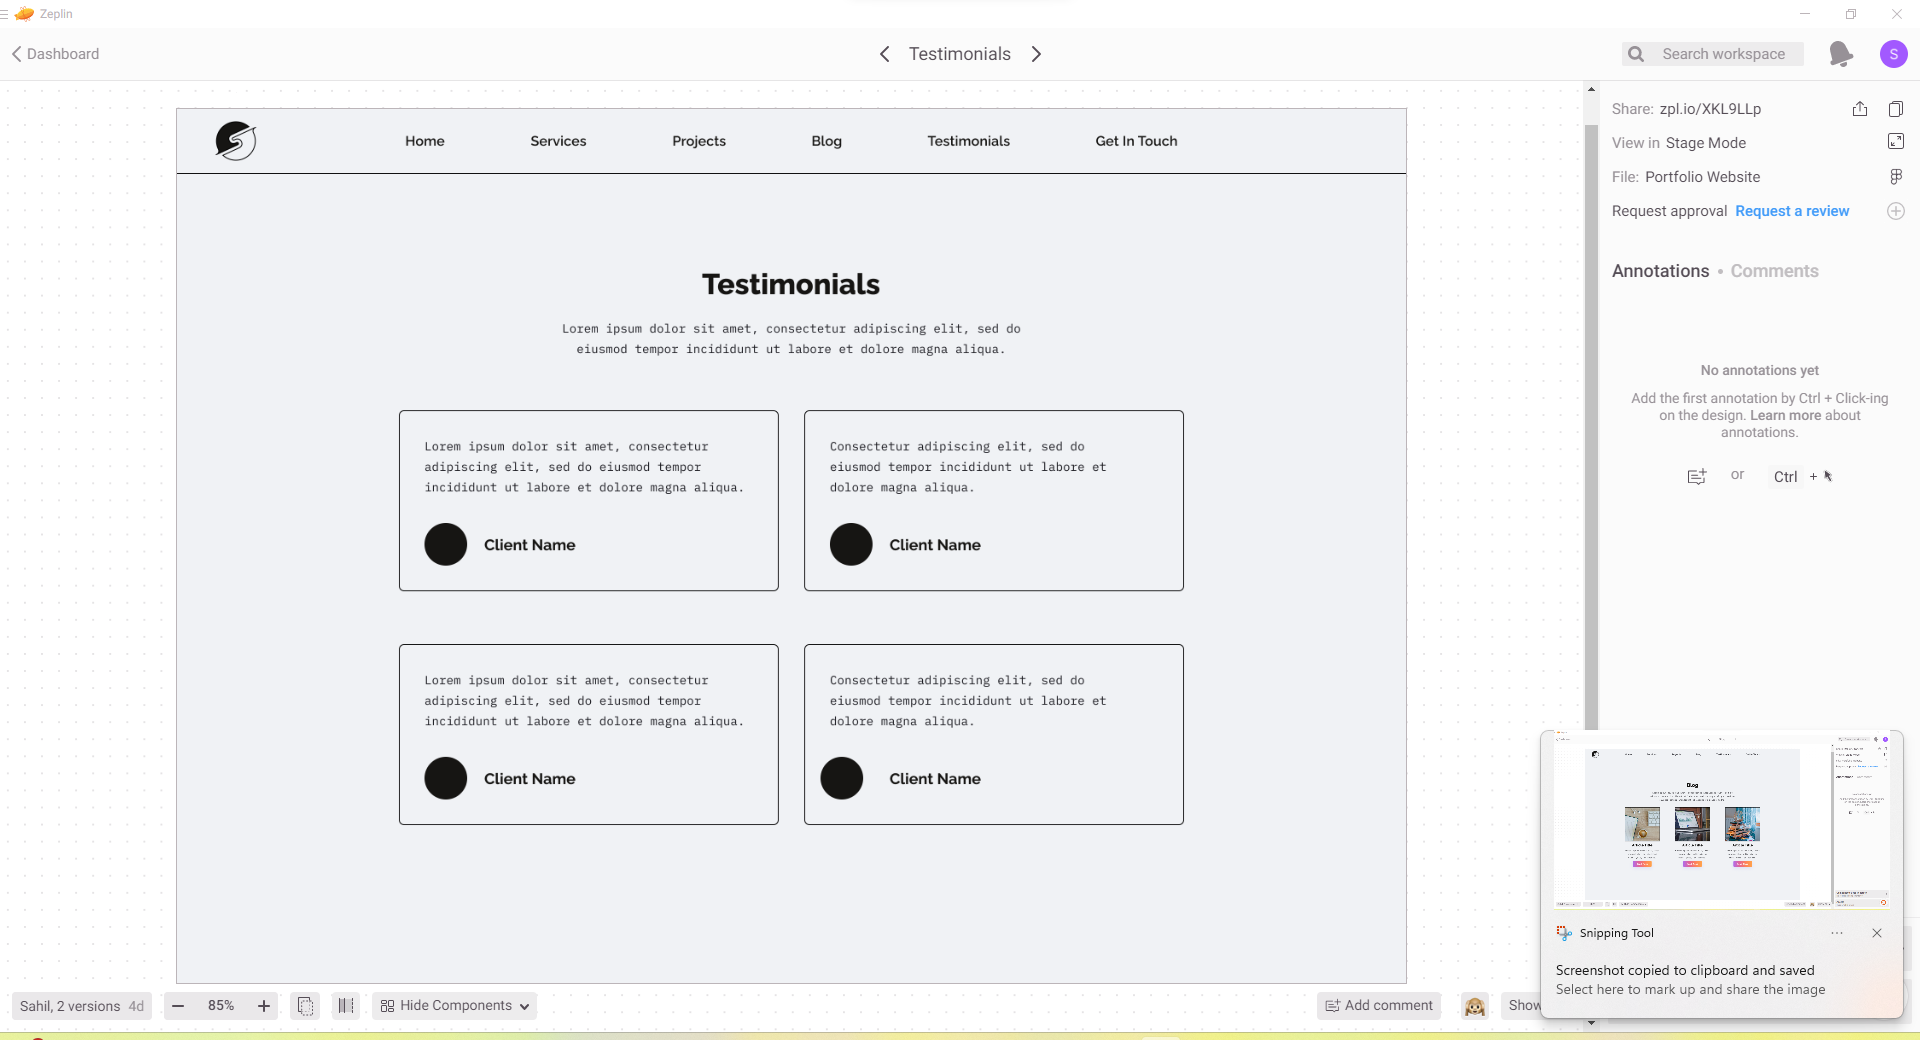 Zeplin
Dashboard
Testimonials
Search workspace
S
Home Services Projects Blog Testimonials Get In Touch
Testimonials
Lorem ipsum dolor sit amet, consectetur adipiscing elit, sed do
eiusmod tempor incididunt ut labore et dolore magna aliqua.
Lorem ipsum dolor sit amet, consectetur
adipiscing elit, sed do eiusmod tempor
incididunt ut labore et dolore magna aliqua.
Client Name
Consectetur adipiscing elit, sed do
eiusmod tempor incididunt ut labore et
dolore magna aliqua.
Client Name
Lorem ipsum dolor sit amet, consectetur
adipiscing elit, sed do eiusmod tempor
incididunt ut labore et dolore magna aliqua.
Client Name
Consectetur adipiscing elit, sed do
eiusmod tempor incididunt ut labore et
dolore magna aliqua.
Client Name
Share: zpl.io/XKL9LLp
View in Stage Mode
File: Portfolio Website
Request approval Request a review
Annotations • Comments
No annotations yet
Add the first annotation by Ctrl + Click-ing
on the design. Learn more about
annotations.
or Ctrl +
Blog
Snipping Tool
Screenshot copied to clipboard and saved
Select here to mark up and share the image
Sahil, 2 versions 4d
85%
Hide Components
Add comment
Show